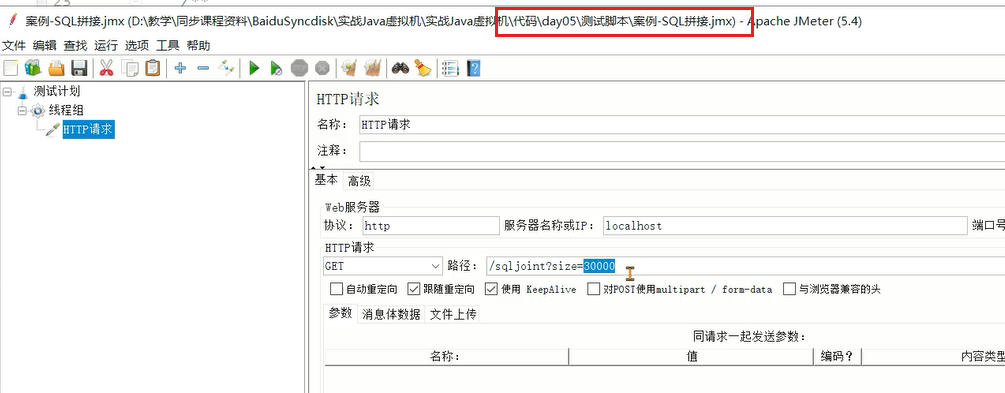 23
/**
案例-SQL拼接.jmx (D:\教学\同步课程资料\BaiduSyncdisk\实战Java虚拟机\实战Java虚拟机\代码\day05\测试脚本\案例-SQL拼接.jmx) - Apache JMeter (5.4)
文件 编辑 查找 运行 选项 工具 帮助
测试计划
线程组
HTTP请求
HTTP请求
名称： HTTP请求
注释：
基本 高级
Web服务器
协议： http 服务器名称或IP： localhost 端口号
HTTP请求
GET 路径： /sqljoint?size=30000
自动重定向 跟随重定向 使用 KeepAlive 对POST使用multipart / form-data 与浏览器兼容的头
参数 消息体数据 文件上传
同请求一起发送参数：
名称： 值 编码？ 内容类型